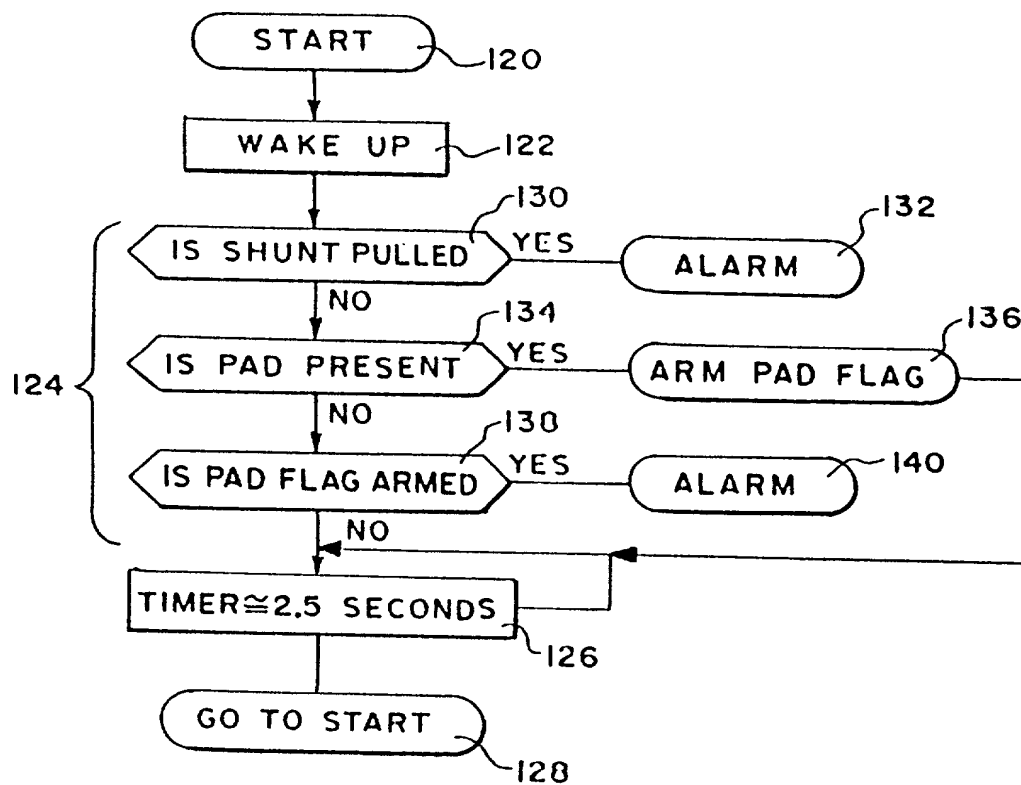 START
120
WAKE UP
122
130
IS SHUNT PULLED
YES
132
ALARM
NO
134
IS PAD PRESENT
YES
136
ARM PAD FLAG
124
NO
138
IS PAD FLAG ARMED
YES
140
ALARM
NO
TIMER≅2.5 SECONDS
126
GO TO START
128